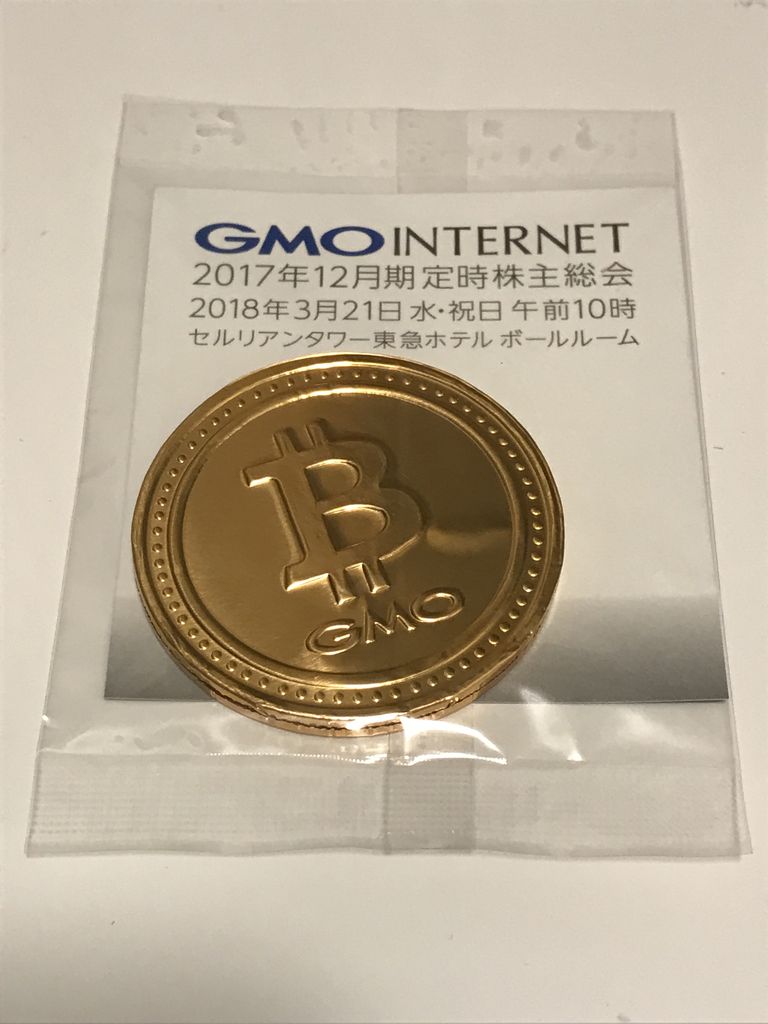 GMO INTERNET
2017年12月期 定時株主総会
2018年3月21日 水・祝日 午前10時
セルリアンタワー東急ホテル ボールルーム
₿
GMO